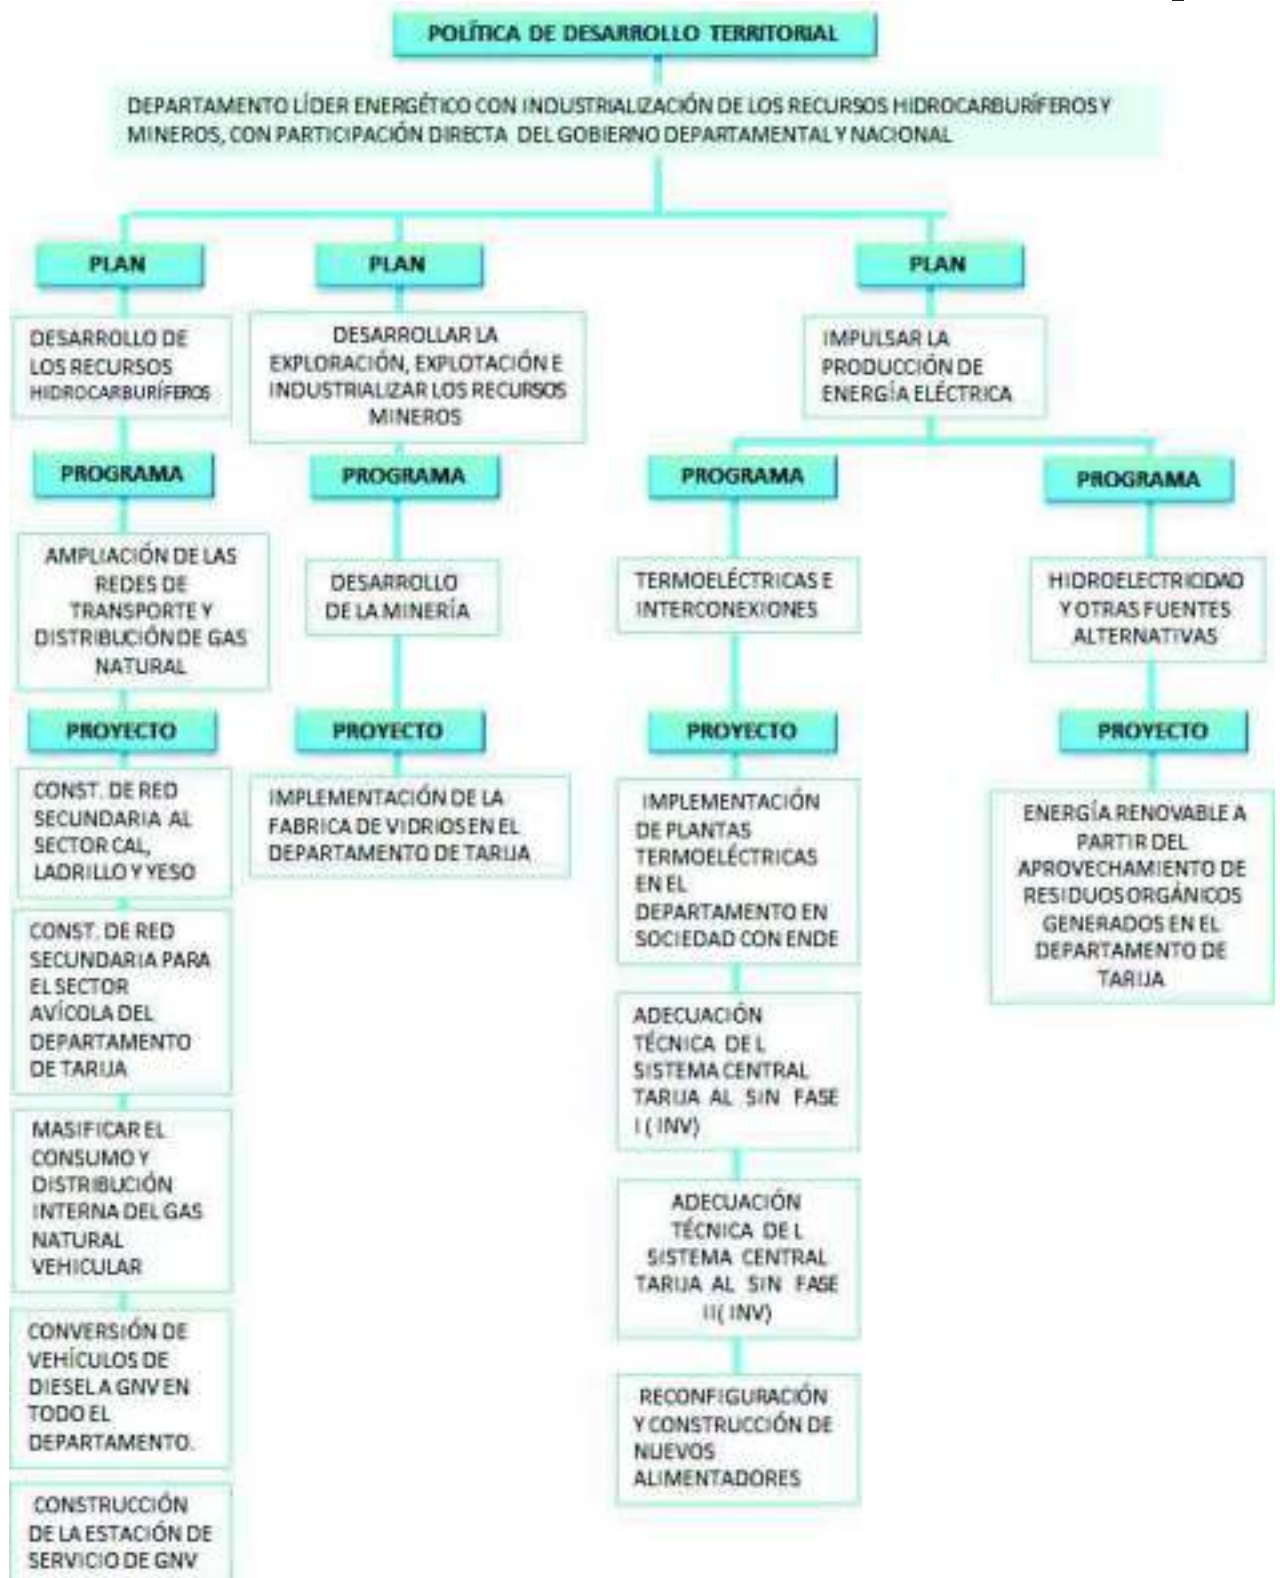 POLÍTICA DE DESARROLLO TERRITORIAL
DEPARTAMENTO LÍDER ENERGÉTICO CON INDUSTRIALIZACIÓN DE LOS RECURSOS HIDROCARBURÍFEROS Y
MINEROS, CON PARTICIPACIÓN DIRECTA DEL GOBIERNO DEPARTAMENTAL Y NACIONAL
PLAN
DESARROLLO DE
LOS RECURSOS
HIDROCARBURÍFEROS
PROGRAMA
AMPLIACIÓN DE LAS
REDES DE
TRANSPORTE Y
DISTRIBUCIÓN DE GAS
NATURAL
PROYECTO
CONST. DE RED
SECUNDARIA AL
SECTOR CAL,
LADRILLO Y YESO
CONST. DE RED
SECUNDARIA PARA
EL SECTOR
AVÍCOLA DEL
DEPARTAMENTO
DE TARIJA
MASIFICAR EL
CONSUMO Y
DISTRIBUCIÓN
INTERNA DEL GAS
NATURAL
VEHICULAR
CONVERSIÓN DE
VEHÍCULOS DE
DIESEL A GNV EN
TODO EL
DEPARTAMENTO.
CONSTRUCCIÓN
DE LA ESTACIÓN DE
SERVICIO DE GNV
PLAN
DESARROLLAR LA
EXPLORACIÓN, EXPLOTACIÓN E
INDUSTRIALIZAR LOS RECURSOS
MINEROS
PROGRAMA
DESARROLLO
DE LA MINERÍA
PROYECTO
IMPLEMENTACIÓN DE LA
FABRICA DE VIDRIOS EN EL
DEPARTAMENTO DE TARIJA
PLAN
IMPULSAR LA
PRODUCCIÓN DE
ENERGÍA ELÉCTRICA
PROGRAMA
TERMOELÉCTRICAS E
INTERCONEXIONES
PROYECTO
IMPLEMENTACIÓN
DE PLANTAS
TERMOELÉCTRICAS
EN EL
DEPARTAMENTO EN
SOCIEDAD CON ENDE
ADECUACIÓN
TÉCNICA DE L
SISTEMA CENTRAL
TARIJA AL SIN FASE
I ( INV)
ADECUACIÓN
TÉCNICA DE L
SISTEMA CENTRAL
TARIJA AL SIN FASE
II( INV)
RECONFIGURACIÓN
Y CONSTRUCCIÓN DE
NUEVOS
ALIMENTADORES
PROGRAMA
HIDROELECTRICIDAD
Y OTRAS FUENTES
ALTERNATIVAS
PROYECTO
ENERGÍA RENOVABLE A
PARTIR DEL
APROVECHAMIENTO DE
RESIDUOS ORGÁNICOS
GENERADOS EN EL
DEPARTAMENTO DE
TARIJA